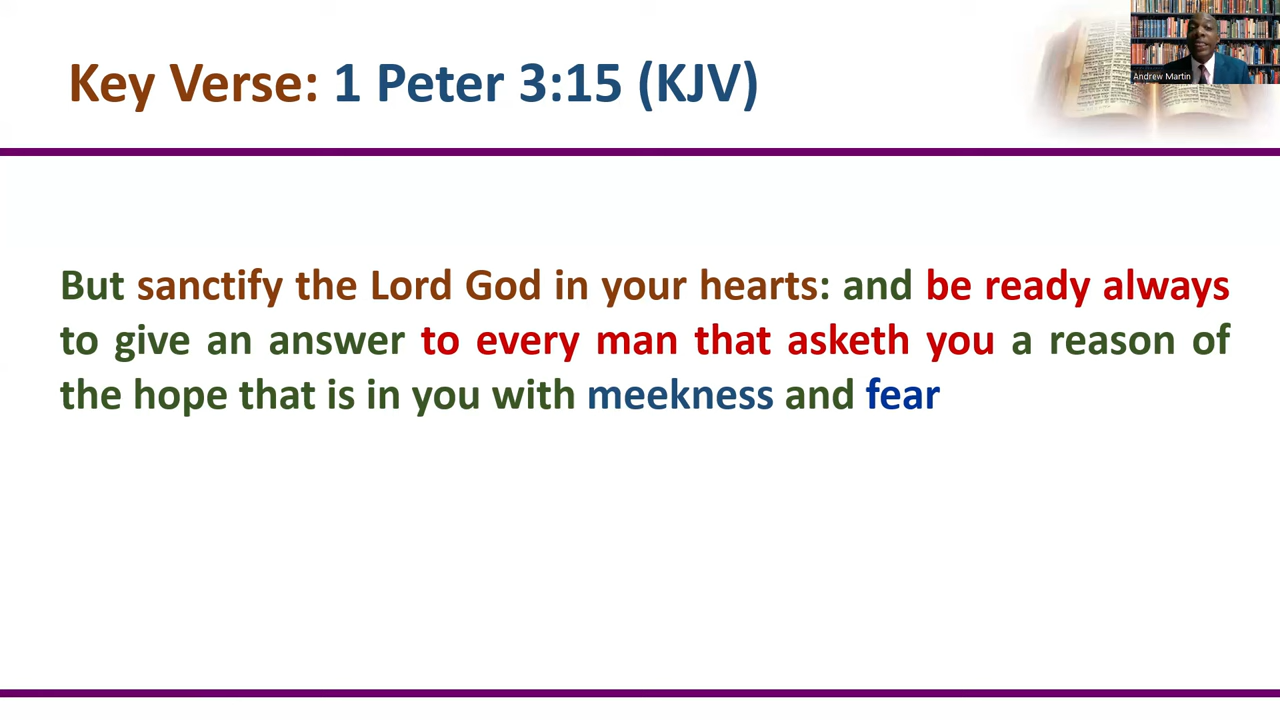 Key Verse: 1 Peter 3:15 (KJV)
Andrew Martin
But sanctify the Lord God in your hearts: and be ready always
to give an answer to every man that asketh you a reason of
the hope that is in you with meekness and fear